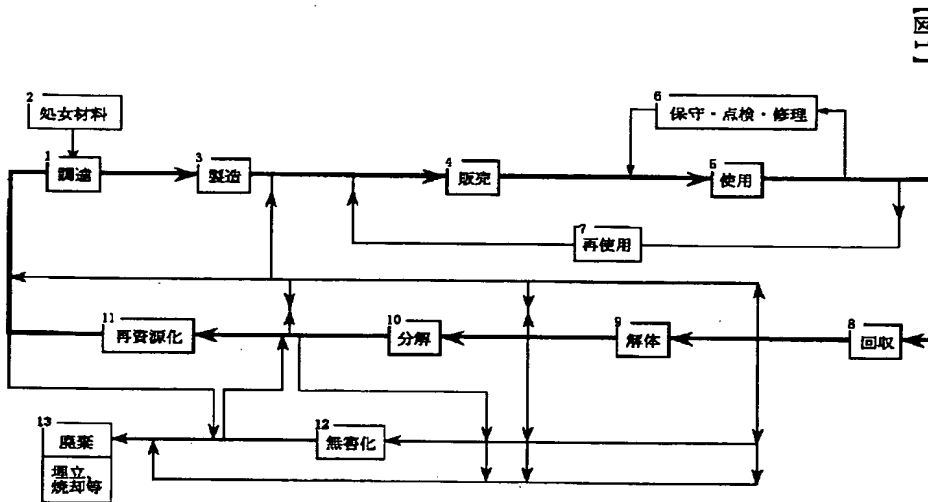 【図1】
2
処女材料
6
保守・点検・修理
1
調達
3
製造
4
販売
5
使用
7
再使用
11
再資源化
10
分解
9
解体
8
回収
13
廃棄
埋立、
焼却等
12
無害化